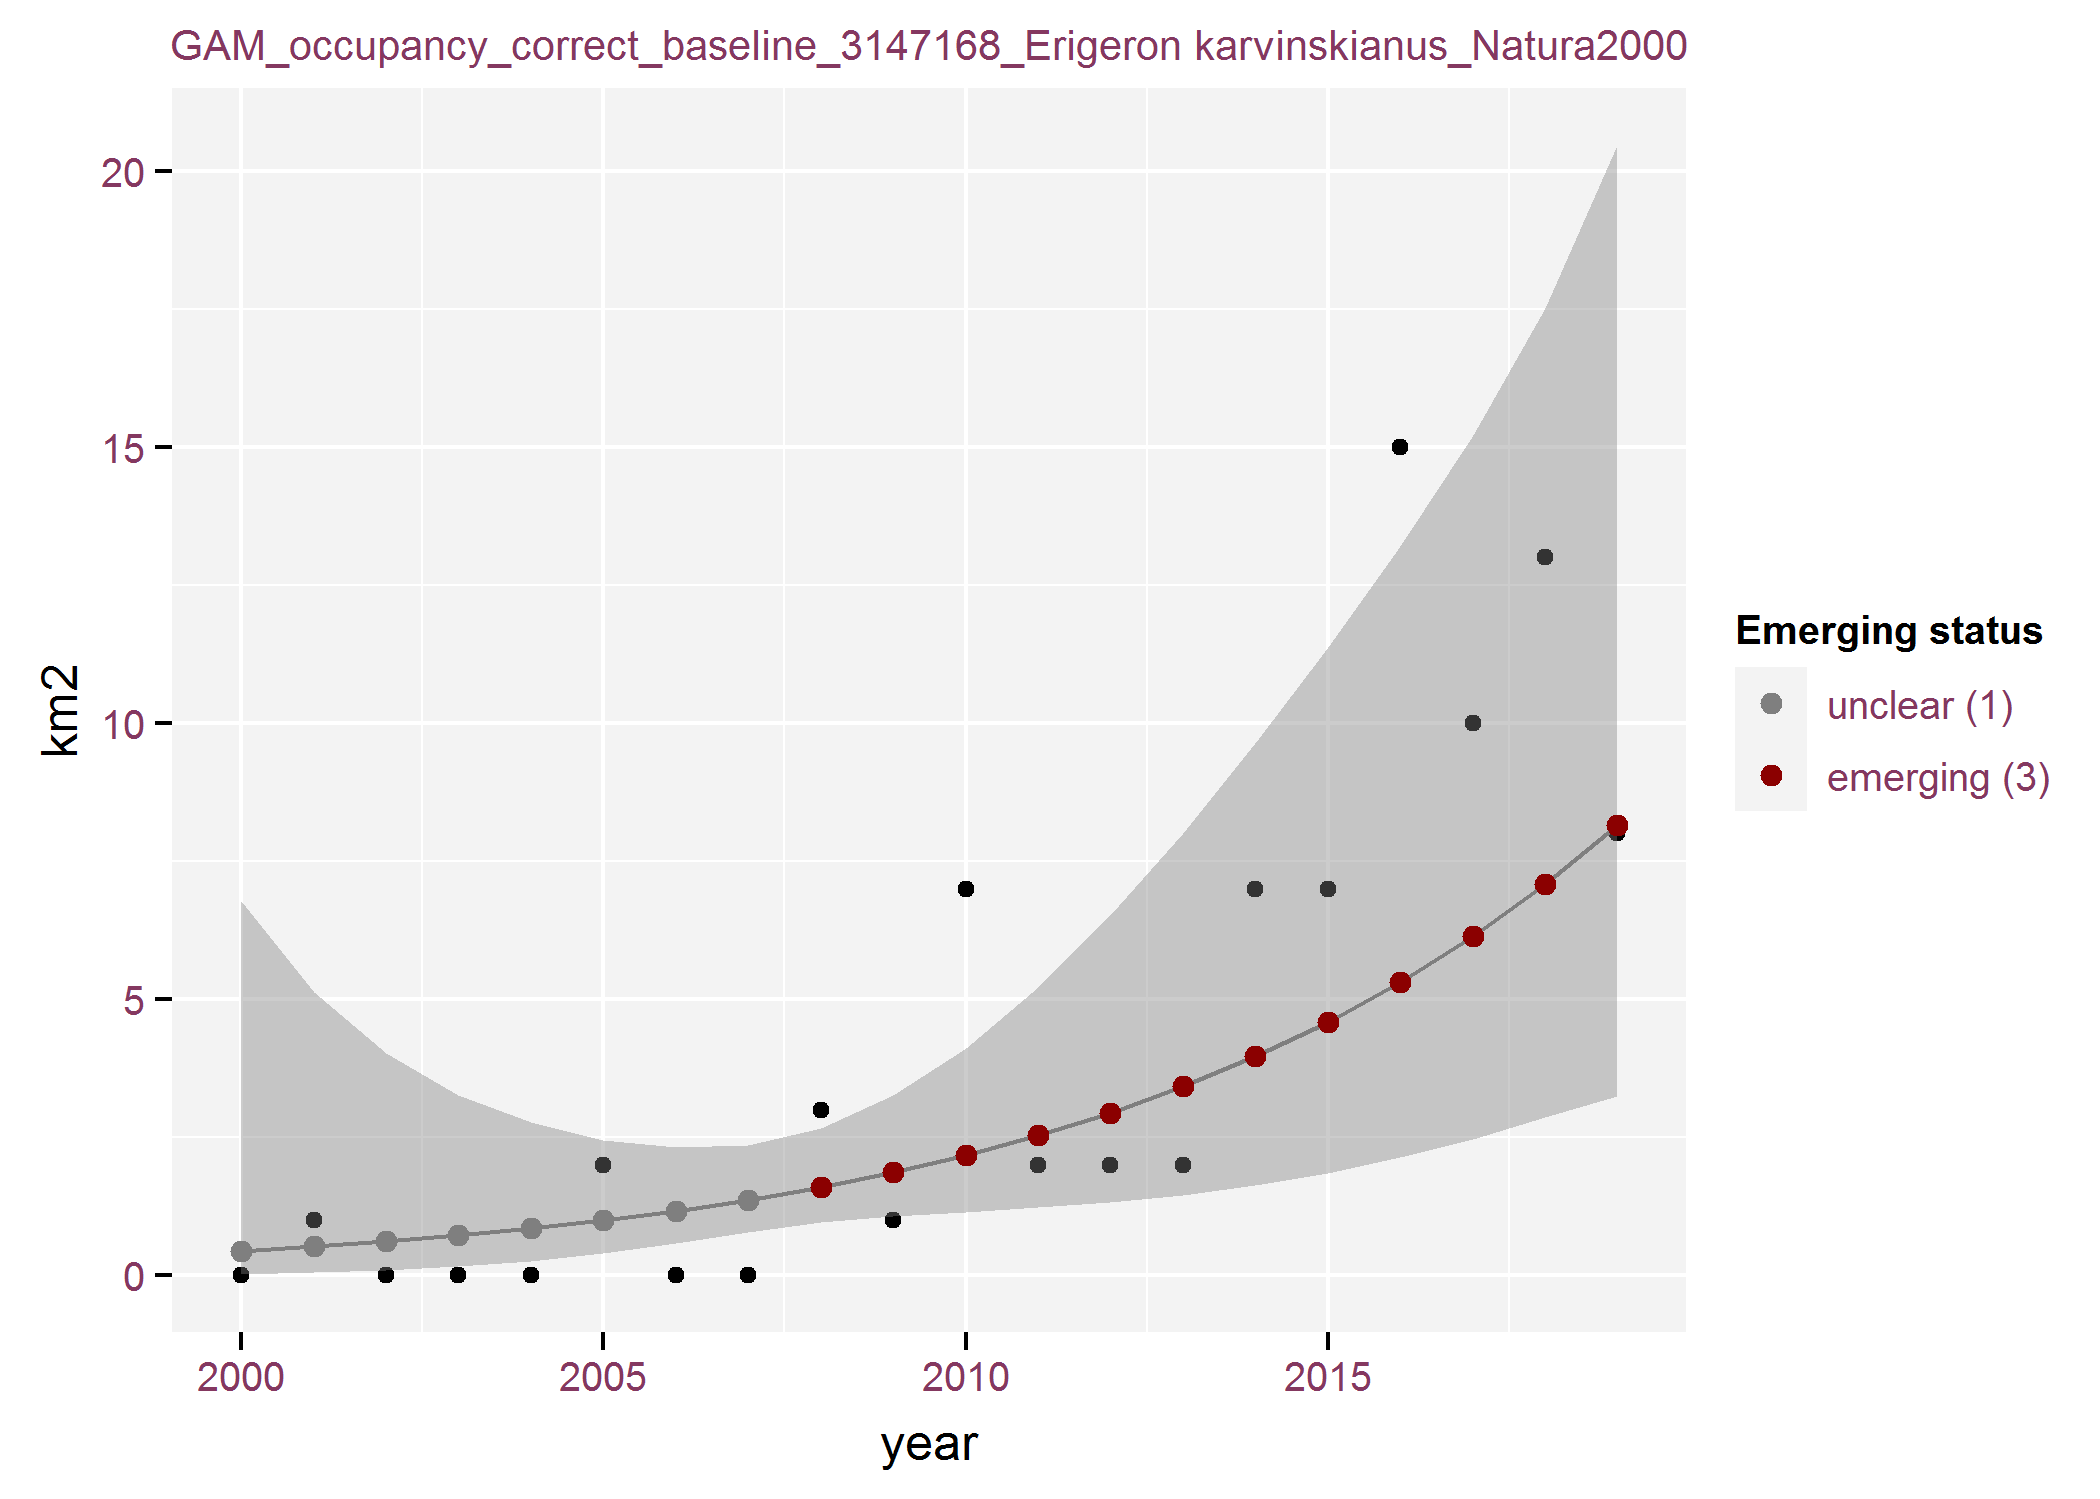 GAM_occupancy_correct_baseline_3147168_Erigeron karvinskianus_Natura2000
20
15
10
5
0
km2
2000 2005 2010 2015
year
Emerging status
unclear (1)
emerging (3)